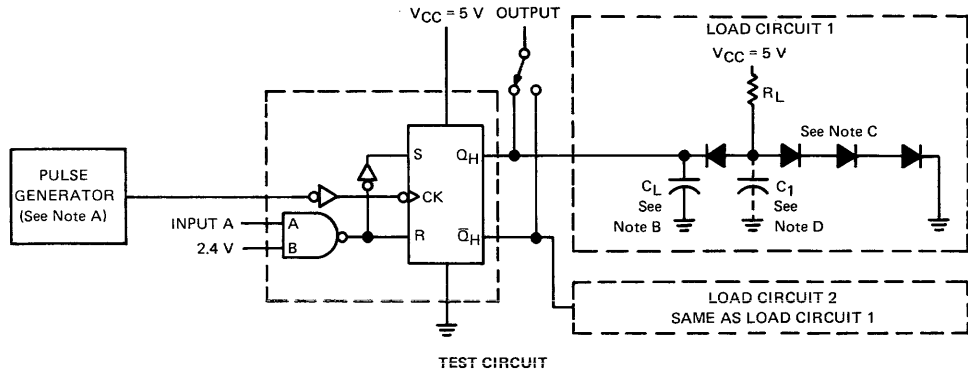 VCC = 5 V OUTPUT
LOAD CIRCUIT 1
VCC = 5 V
RL
See Note C
PULSE
GENERATOR
(See Note A)
S
QH
CK
CL
See
Note B
C1
See
Note D
INPUT A
A
2.4 V
B
R
Q̅H
LOAD CIRCUIT 2
SAME AS LOAD CIRCUIT 1
TEST CIRCUIT